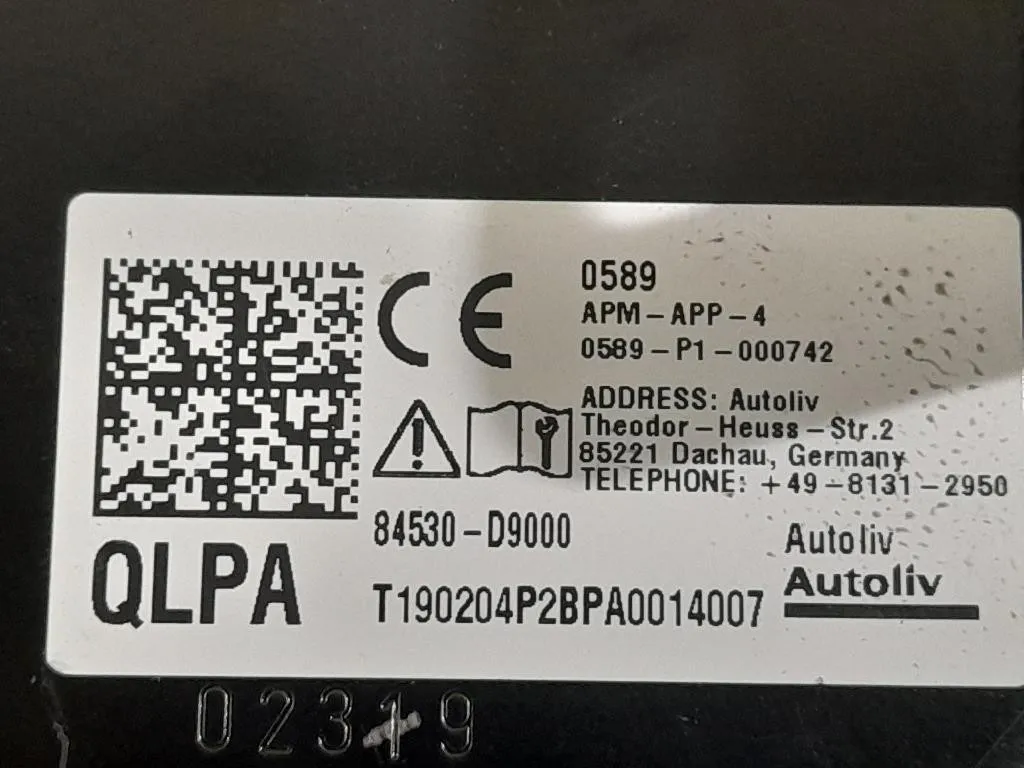 CE
0589
APM-APP-4
0589-P1-000742
ADDRESS: Autoliv
Theodor-Heuss-Str.2
85221 Dachau, Germany
TELEPHONE: +49-8131-2950
84530-D9000
Autoliv
Autoliv
QLPA
T190204P2BPA0014007
02319